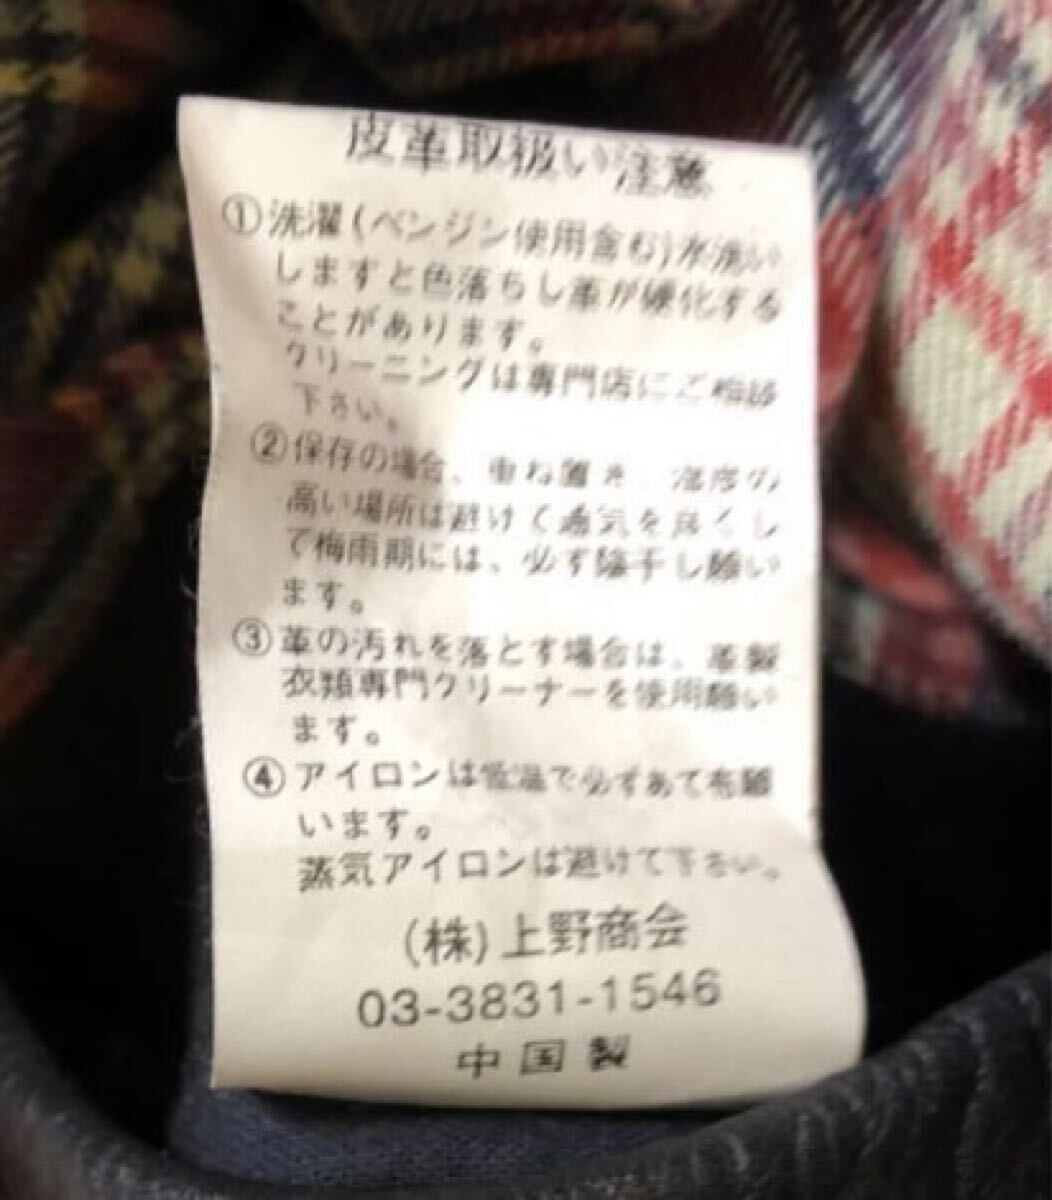 皮革取扱い注意
①洗濯(ベンジン使用含む)水洗い
しますと色落ちし革が硬化する
ことがあります。
クリーニングは専門店にご相談
下さい。
②保存の場合、重ね置き、湿度の
高い場所は避けて通気を良くし
て梅雨期には、必ず陰干し願い
ます。
③革の汚れを落とす場合は、革製
衣類専門クリーナーを使用願い
ます。
④アイロンは低温で必ずあて布願
います。
蒸気アイロンは避けて下さい。
(株)上野商会
03-3831-1546
中国製